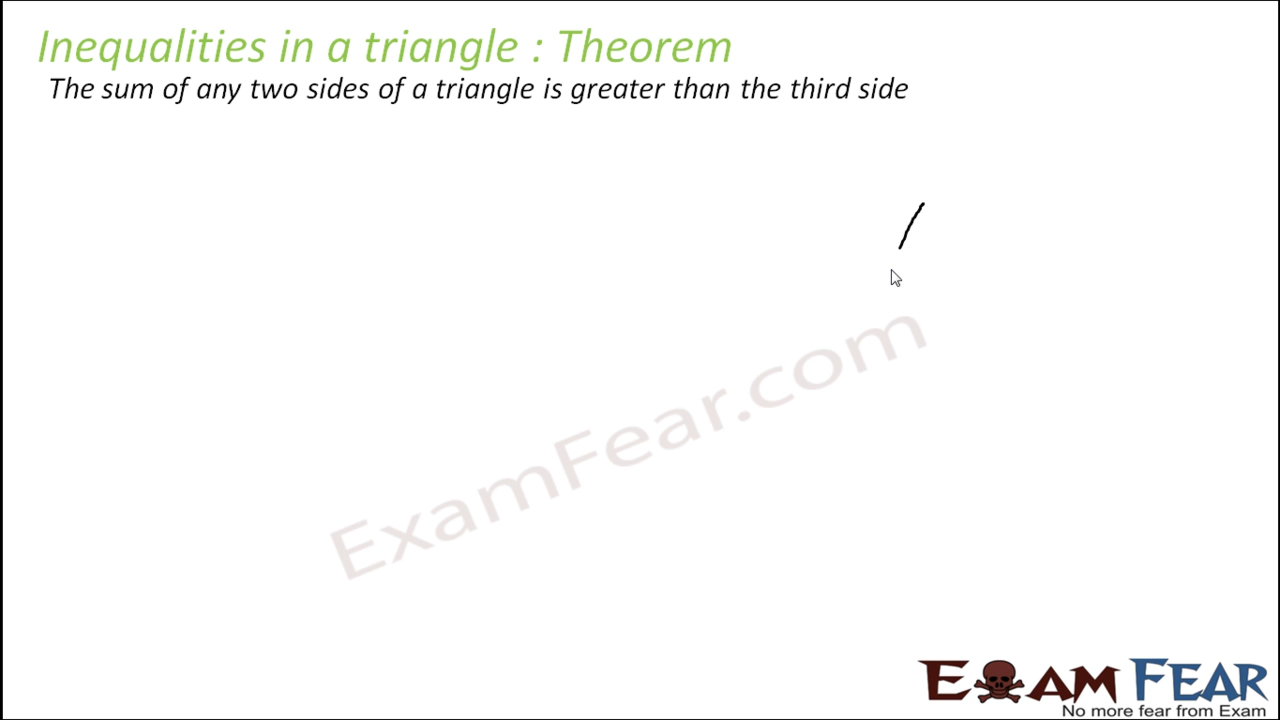 Inequalities in a triangle : Theorem
The sum of any two sides of a triangle is greater than the third side
ExamFear.com
EXAM FEAR
No more fear from Exam